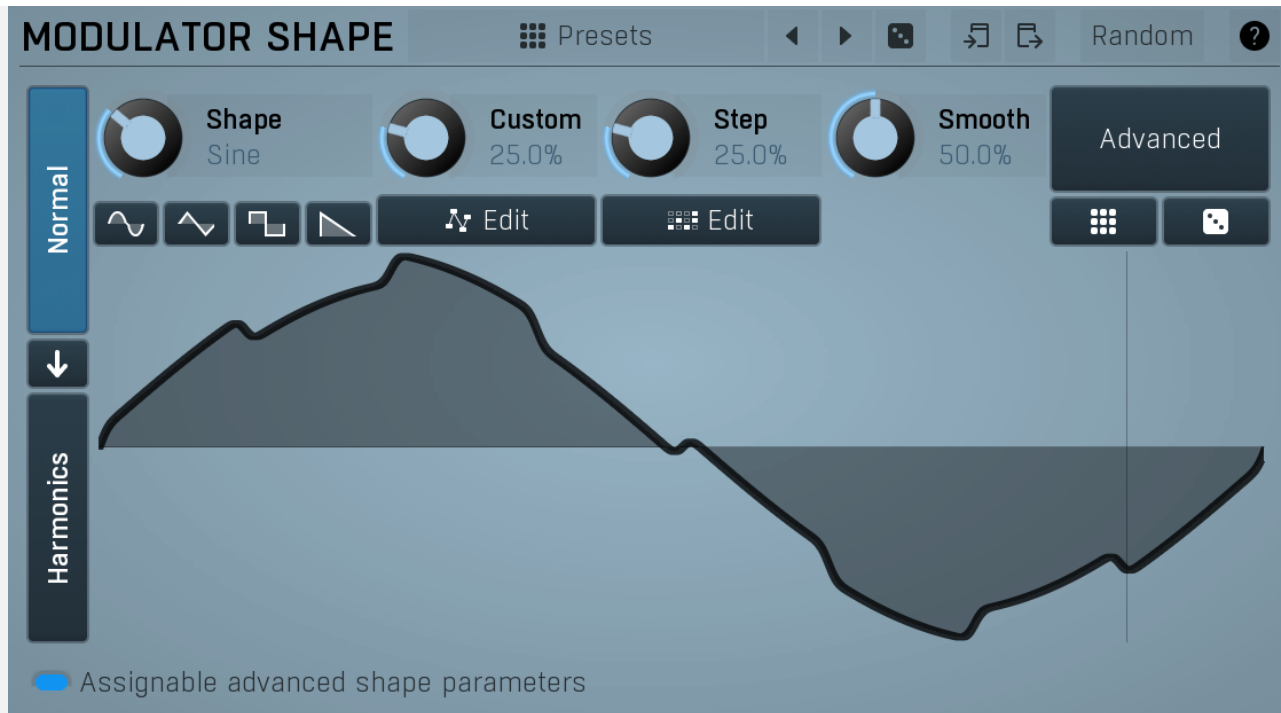 MODULATOR SHAPE
Presets
Random
?
Normal
Shape
Sine
Custom
25.0%
Step
25.0%
Smooth
50.0%
Advanced
Edit
Edit
Harmonics
Assignable advanced shape parameters